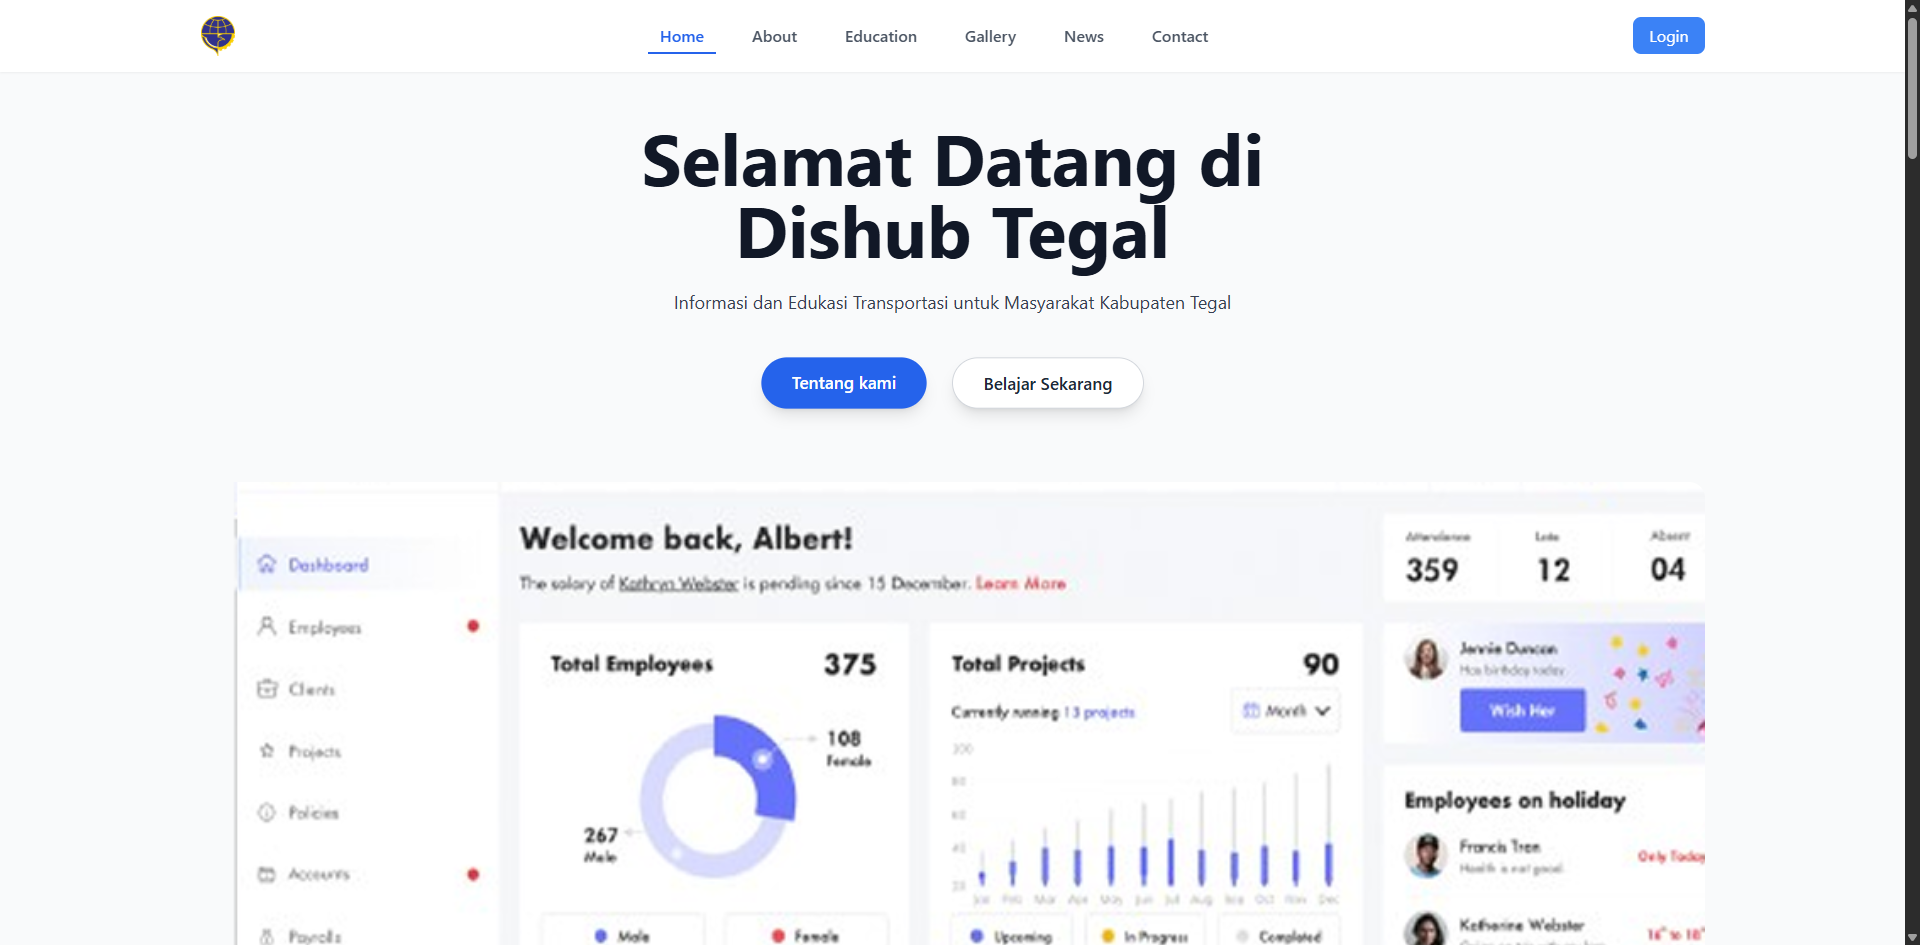 Home About Education Gallery News Contact Login
Selamat Datang di
Dishub Tegal
Informasi dan Edukasi Transportasi untuk Masyarakat Kabupaten Tegal
Tentang kami
Belajar Sekarang
Dashboard
Employees
Clients
Projects
Policies
Accounts
Payrolls
Welcome back, Albert!
The salary of Kathryn Webster is pending since 15 December. Learn More
Total Employees 375
108
Female
267
Male
Male Female
Total Projects 90
Currently running 13 projects
Month
100
80
60
40
20
Jan Feb Mar Apr May Jun Jul Aug Sep Oct Nov Dec
Upcoming In Progress Completed
Attendance Late Absent
359 12 04
Jennie Duncan
Has birthday today
Wish Her
Employees on holiday
Francis Tran
Health is not good
Only Today
Katherine Webster
16th to 18th